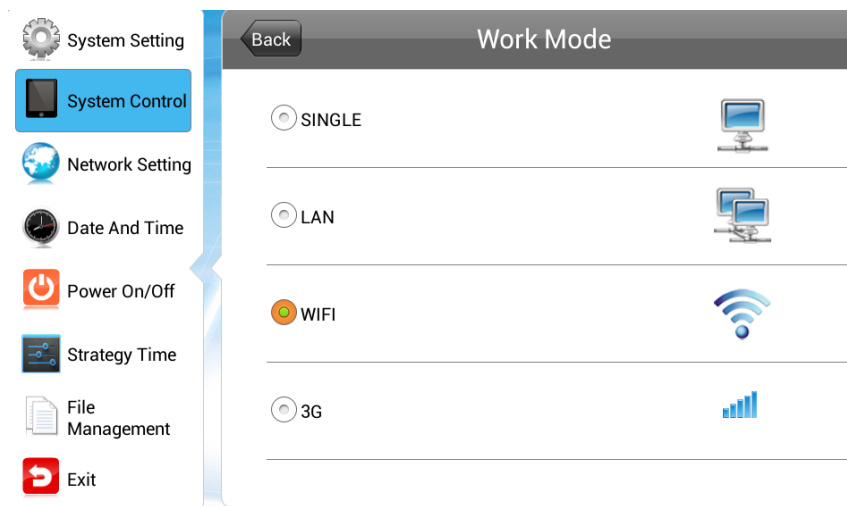 System Setting
System Control
Network Setting
Date And Time
Power On/Off
Strategy Time
File
Management
Exit
Back
Work Mode
SINGLE
LAN
WIFI
3G